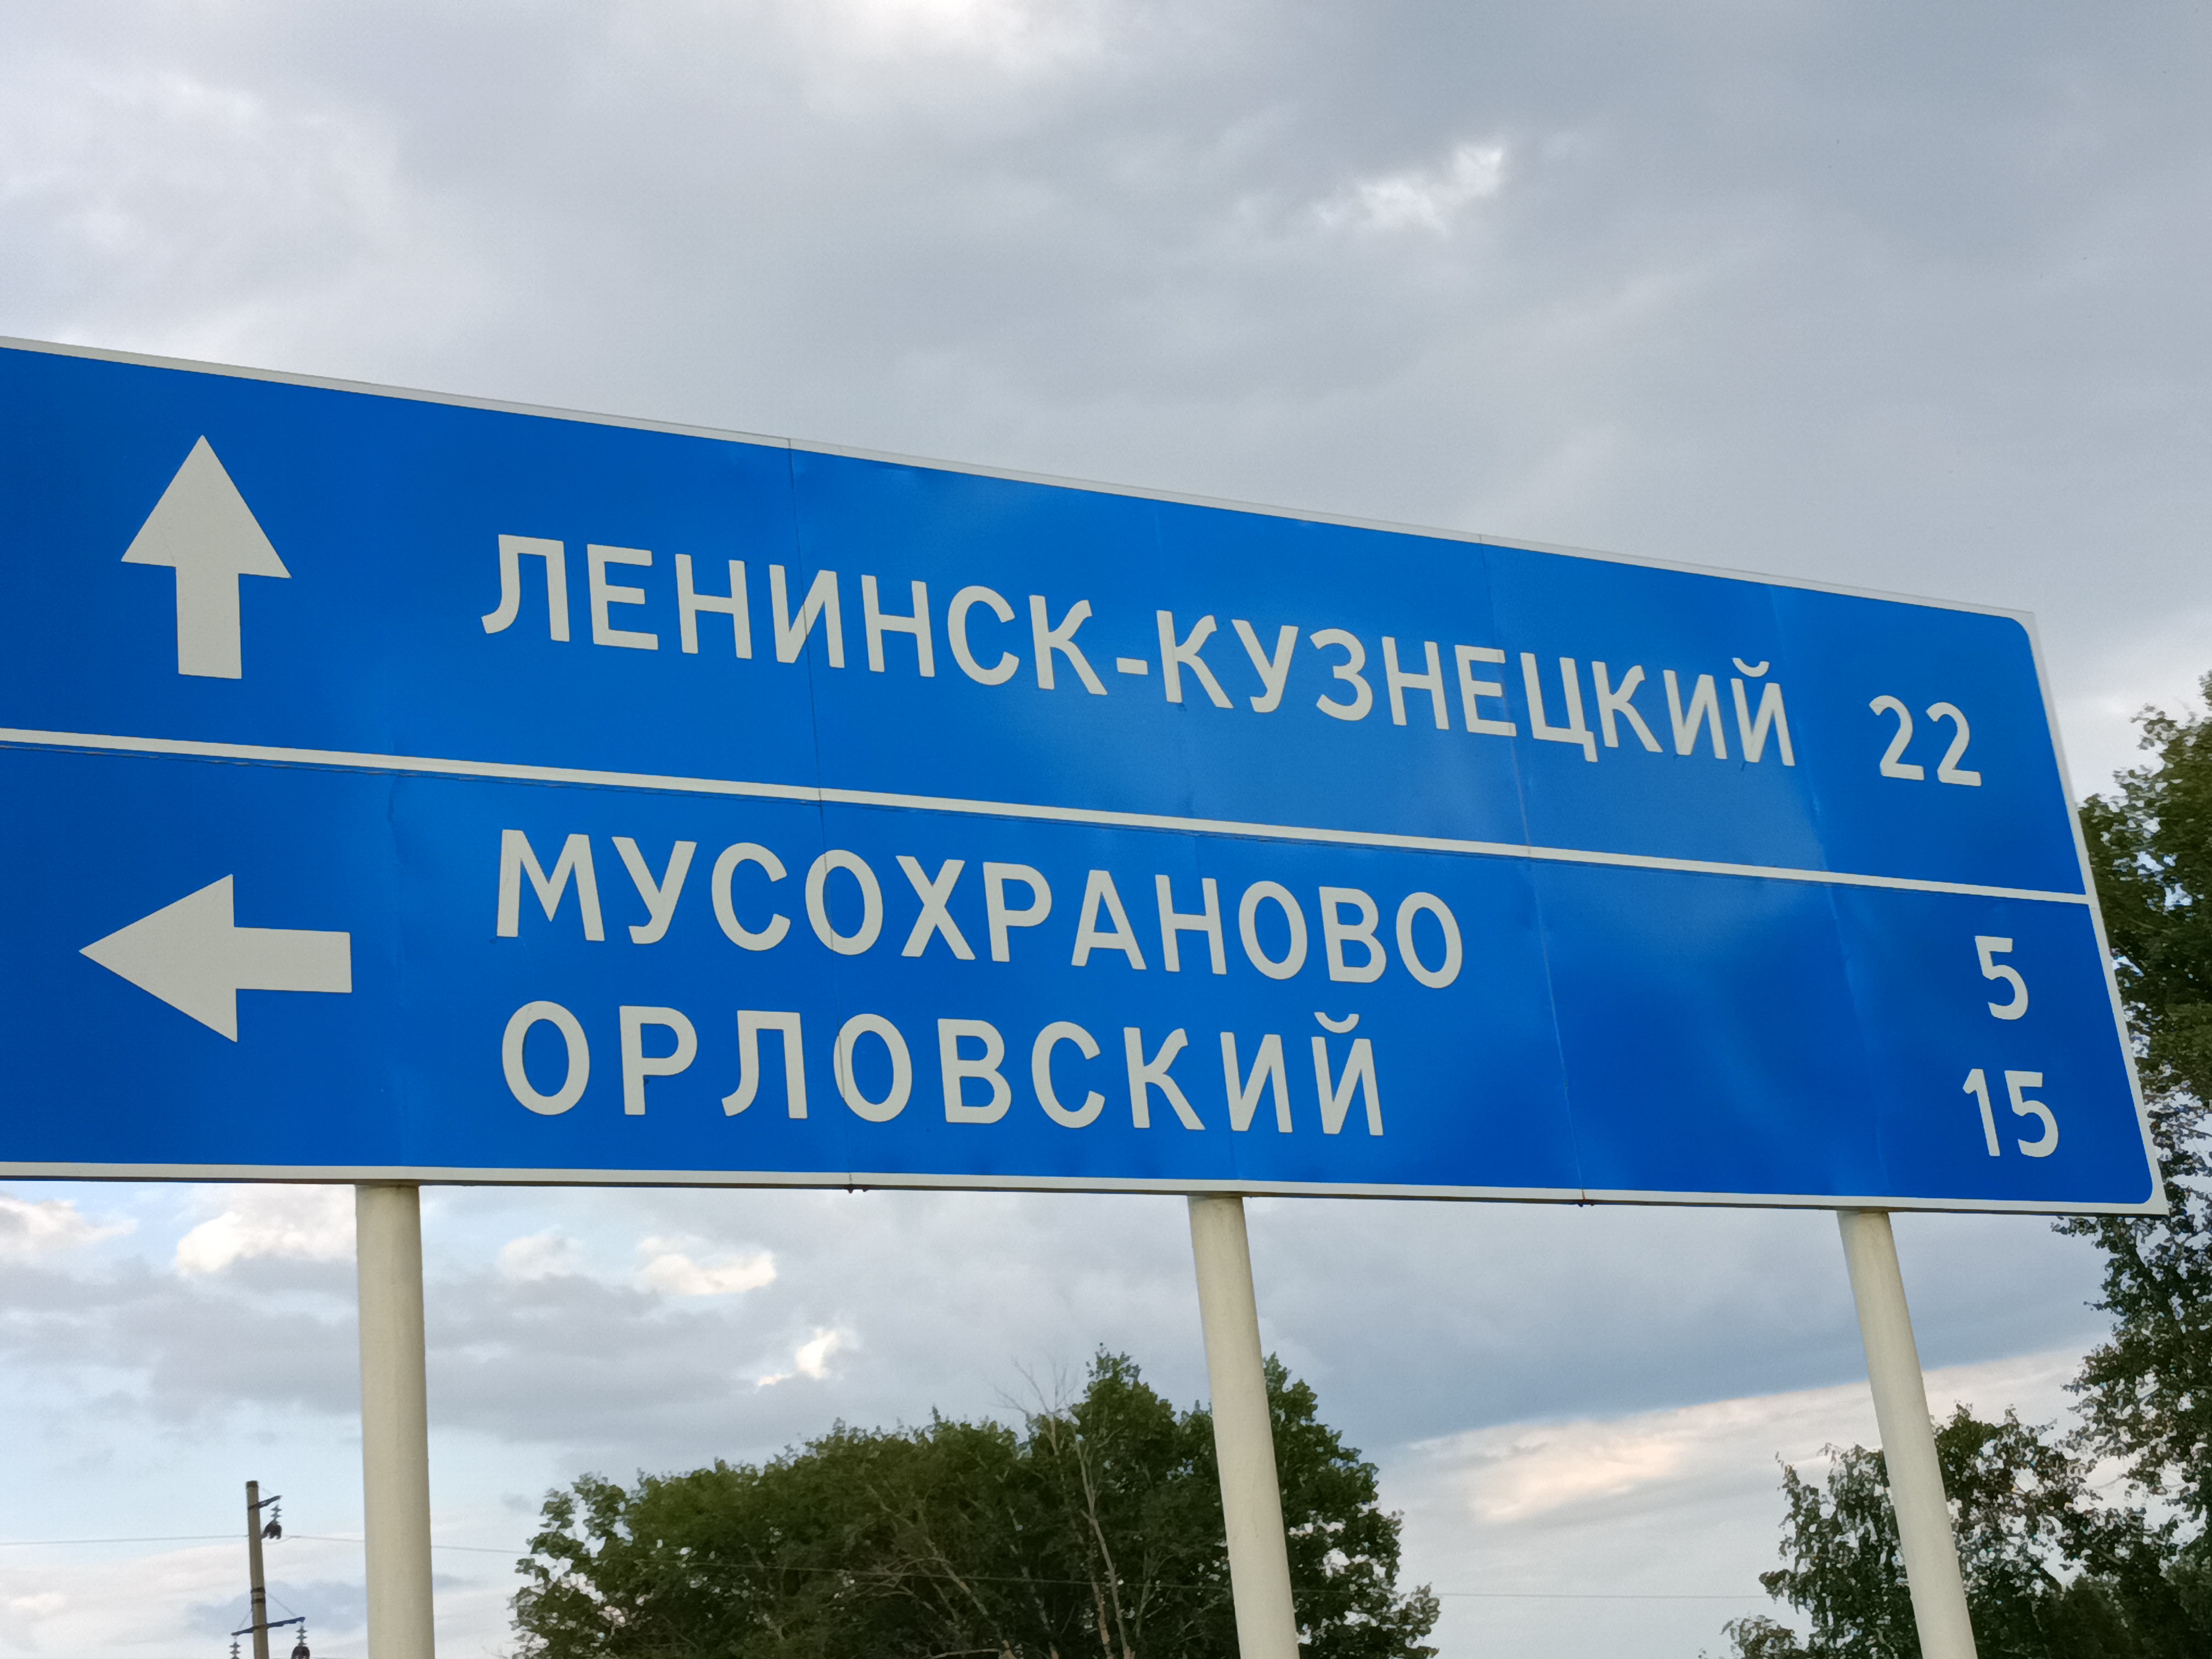 ЛЕНИНСК-КУЗНЕЦКИЙ 22
МУСОХРАНОВО 5
ОРЛОВСКИЙ 15